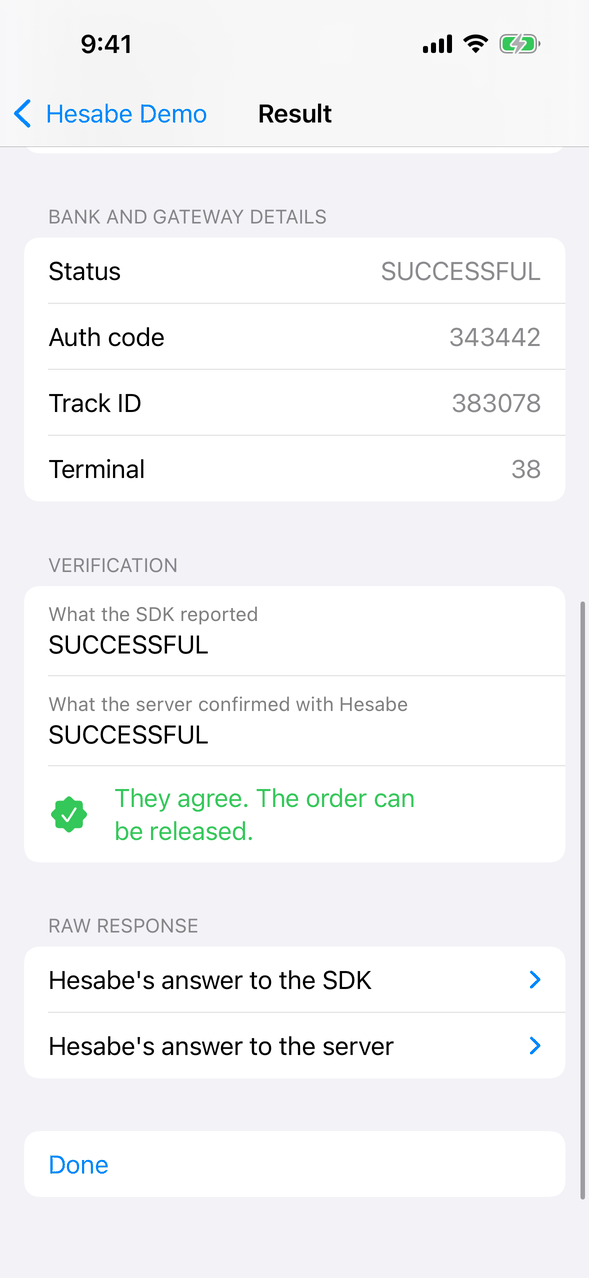 9:41
Hesabe Demo
Result
BANK AND GATEWAY DETAILS
Status SUCCESSFUL
Auth code 343442
Track ID 383078
Terminal 38
VERIFICATION
What the SDK reported
SUCCESSFUL
What the server confirmed with Hesabe
SUCCESSFUL
They agree. The order can
be released.
RAW RESPONSE
Hesabe's answer to the SDK
Hesabe's answer to the server
Done